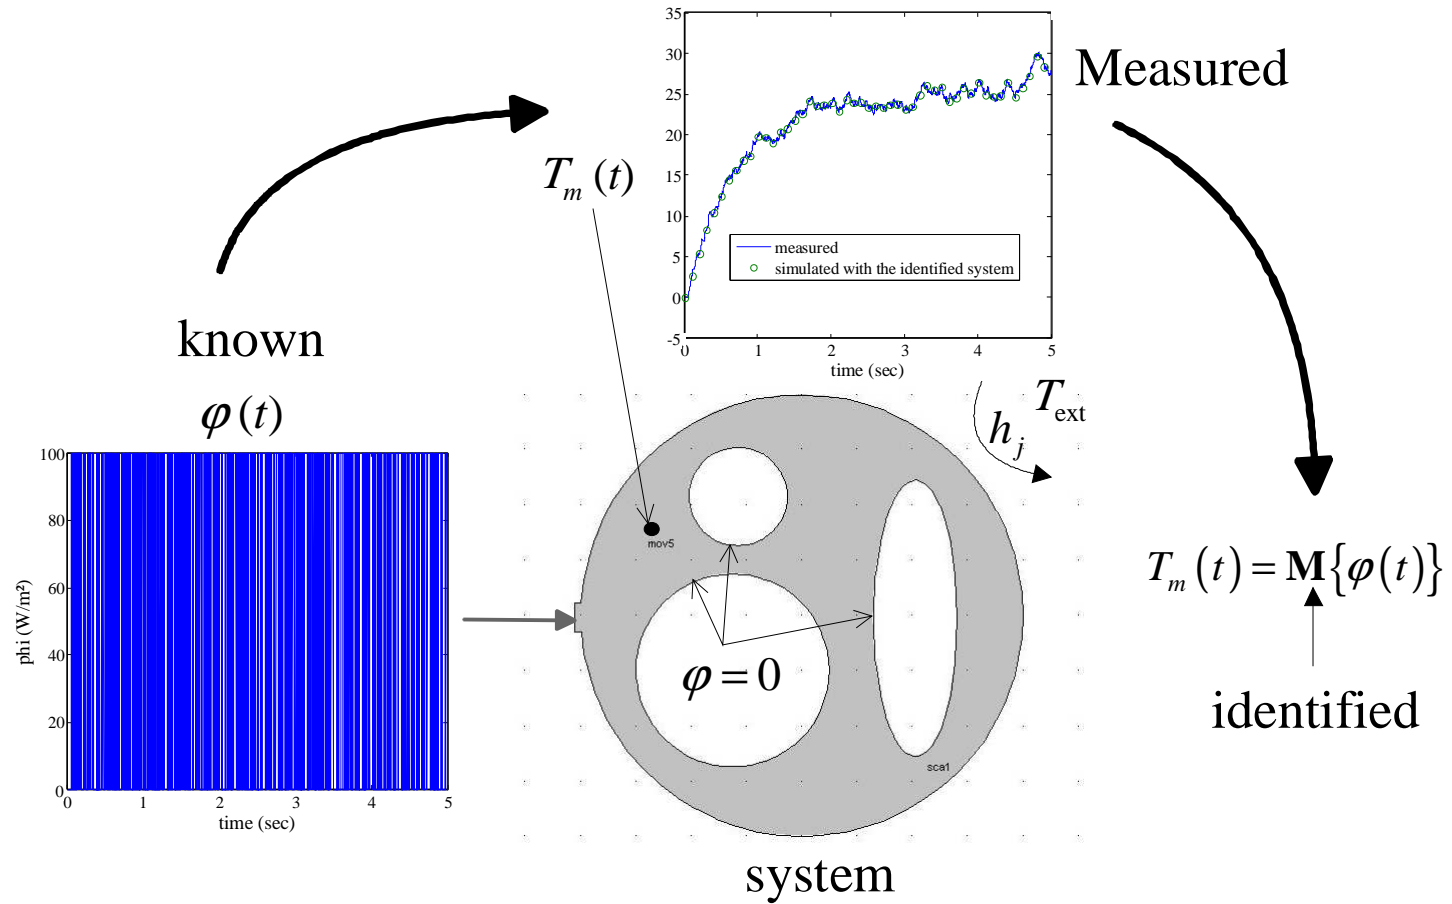 35
30
25
20
15
10
5
0
-5
0 1 2 3 4 5
time (sec)
measured
simulated with the identified system
Measured
Tₘ(t)
known
φ(t)
100
80
60
40
20
0
phi (W/m²)
0 1 2 3 4 5
time (sec)
T_ext
h_j
mov5
φ = 0
sca1
system
Tₘ(t) = M{φ(t)}
identified